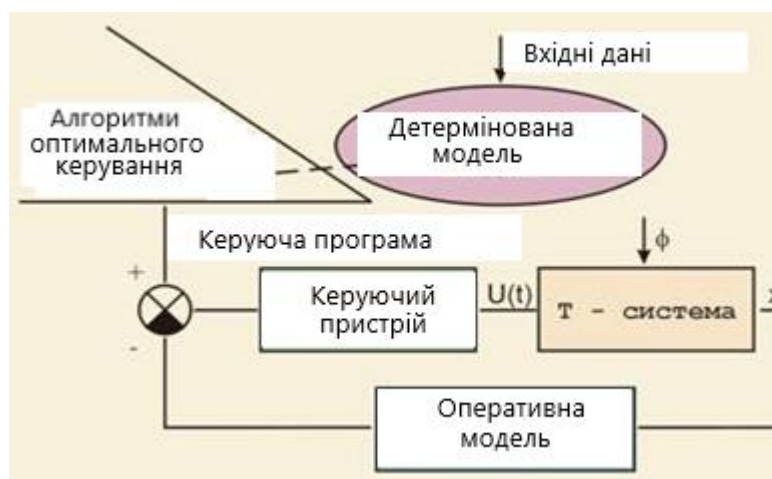 Вхідні дані
Алгоритми
оптимального
керування
Детермінована
модель
Керуюча програма
ϕ
+
Керуючий
пристрій
U(t)
Т - система
-
Оперативна
модель